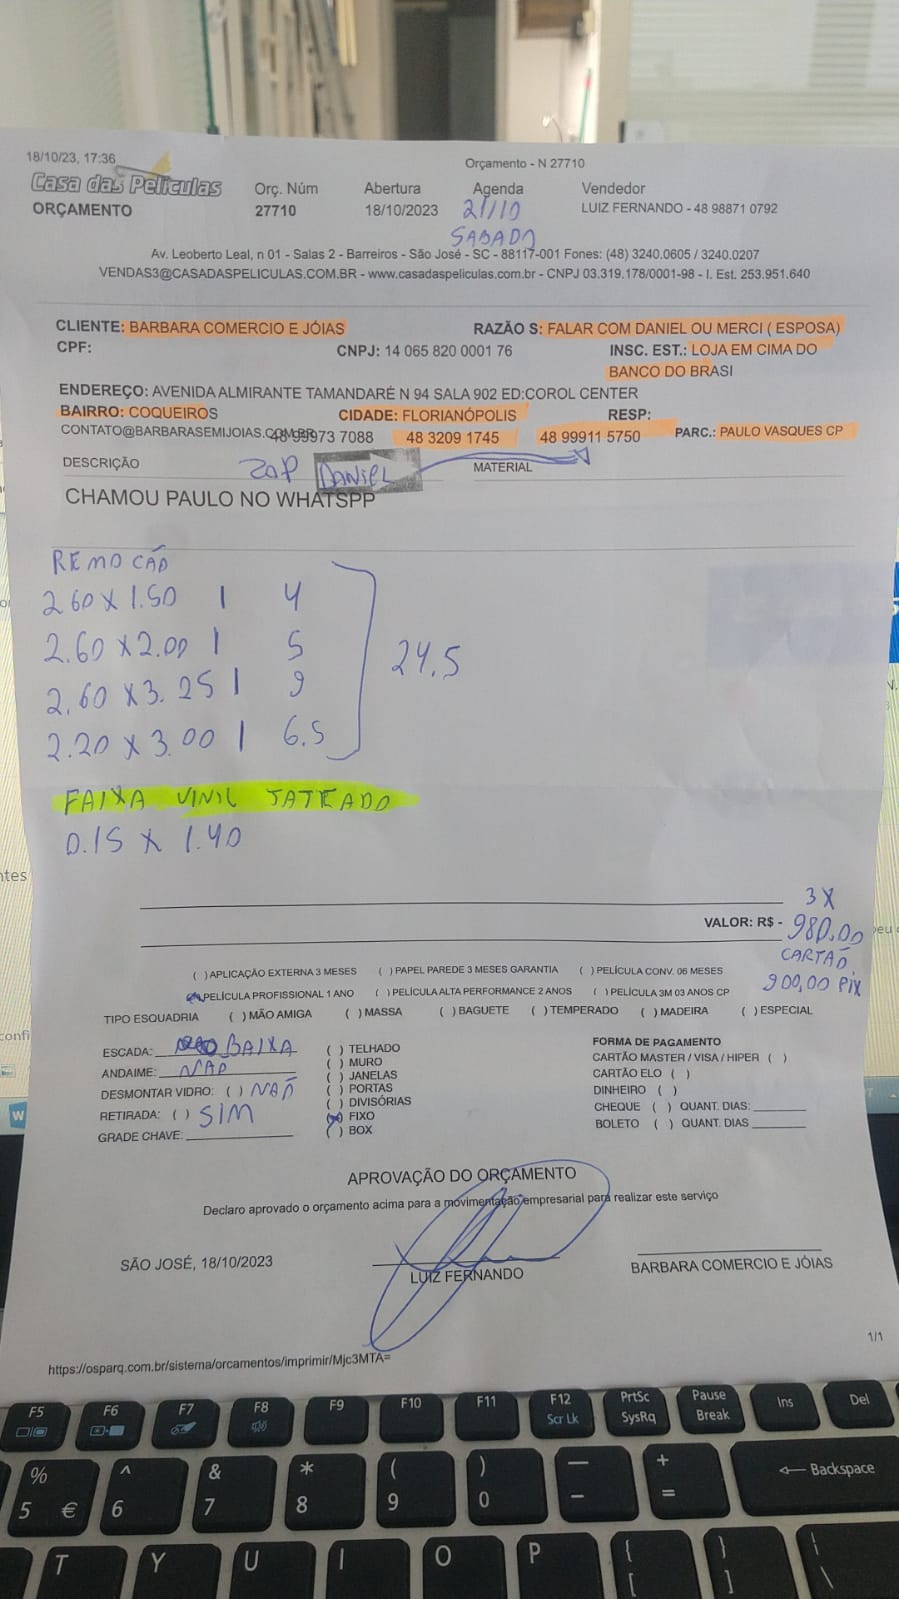 18/10/23, 17:36
Orçamento - N 27710
Casa das Películas
Orç. Núm Abertura Agenda Vendedor
ORÇAMENTO 27710 18/10/2023 21/10 LUIZ FERNANDO - 48 98871 0792
SABADO
Av. Leoberto Leal, n 01 - Salas 2 - Barreiros - São José - SC - 88117-001 Fones: (48) 3240.0605 / 3240.0207
VENDAS3@CASADASPELICULAS.COM.BR - www.casadaspeliculas.com.br - CNPJ 03.319.178/0001-98 - I. Est. 253.951.640
CLIENTE: BARBARA COMERCIO E JÓIAS RAZÃO S: FALAR COM DANIEL OU MERCI ( ESPOSA)
CPF: CNPJ: 14 065 820 0001 76 INSC. EST.: LOJA EM CIMA DO
BANCO DO BRASI
ENDEREÇO: AVENIDA ALMIRANTE TAMANDARÉ N 94 SALA 902 ED:COROL CENTER
BAIRRO: COQUEIROS CIDADE: FLORIANÓPOLIS RESP:
CONTATO@BARBARASEMIJOIAS.COM.BR 48 99973 7088 48 3209 1745 48 99911 5750 PARC.: PAULO VASQUES CP
DESCRIÇÃO ZAP DANIEL MATERIAL
CHAMOU PAULO NO WHATSPP
REMOCÃO
2.60 X 1.50 1 4
2.60 X 2.00 1 5
2.60 X 3.25 1 9
2.20 X 3.00 1 6.5
24.5
FAIXA VINIL JATEADO
0.15 X 1.40
3X
VALOR: R$ - 980,00
CARTÃO
900,00 PIX
( )APLICAÇÃO EXTERNA 3 MESES ( ) PAPEL PAREDE 3 MESES GARANTIA ( ) PELÍCULA CONV. 06 MESES
(X)PELÍCULA PROFISSIONAL 1 ANO ( )PELÍCULA ALTA PERFORMANCE 2 ANOS ( ) PELÍCULA 3M 03 ANOS CP
TIPO ESQUADRIA ( ) MÃO AMIGA ( ) MASSA ( ) BAGUETE ( ) TEMPERADO ( ) MADEIRA ( ) ESPECIAL
ESCADA: BAIXA
ANDAIME: NÃO
DESMONTAR VIDRO: ( ) NAÕ
RETIRADA: ( ) SIM
GRADE CHAVE:
( ) TELHADO
( ) MURO
( ) JANELAS
( ) PORTAS
( ) DIVISÓRIAS
(X) FIXO
( ) BOX
FORMA DE PAGAMENTO
CARTÃO MASTER / VISA / HIPER ( )
CARTÃO ELO ( )
DINHEIRO ( )
CHEQUE ( ) QUANT. DIAS:
BOLETO ( ) QUANT. DIAS
APROVAÇÃO DO ORÇAMENTO
Declaro aprovado o orçamento acima para a movimentação empresarial para realizar este serviço
SÃO JOSÉ, 18/10/2023
LUIZ FERNANDO
BARBARA COMERCIO E JÓIAS
1/1
https://osparq.com.br/sistema/orcamentos/imprimir/Mjc3MTA=
F5 F6 F7 F8 F9 F10 F11 F12 PrtSc Pause Ins Del
Scr Lk SysRq Break
% ^ & * ( ) — + Backspace
5 € 6 7 8 9 0 – =
T Y U I O P { }
[ ] \